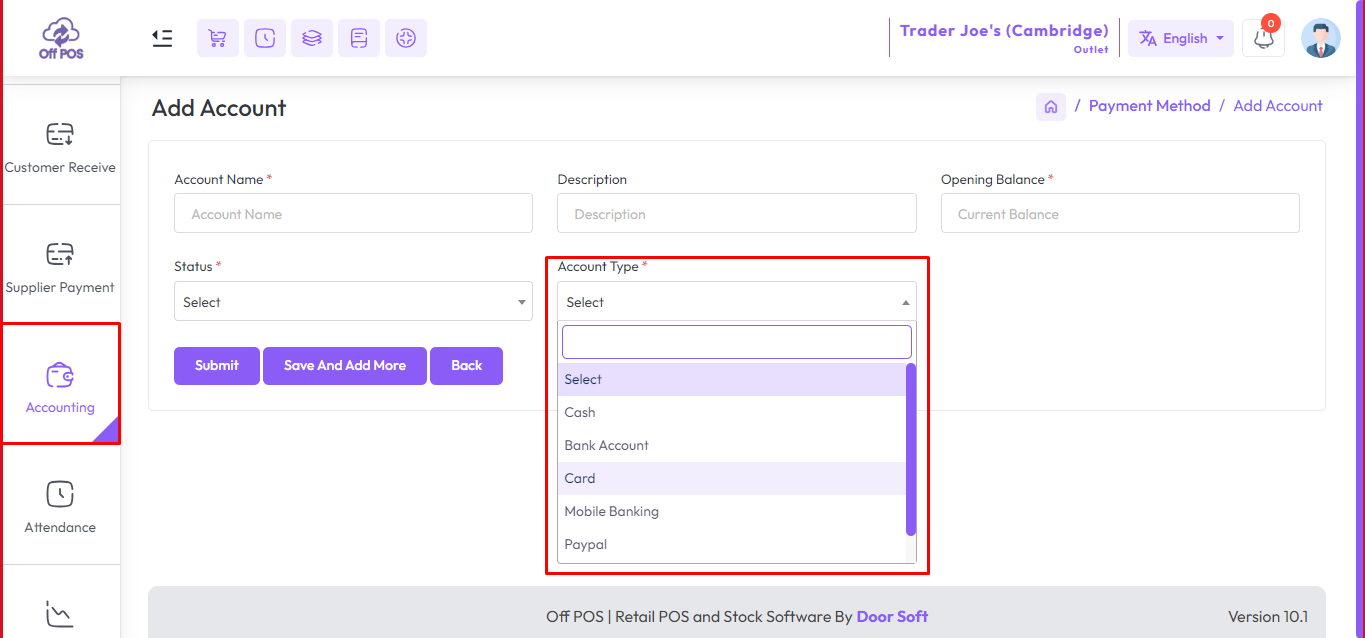 Off POS
Trader Joe's (Cambridge)
Outlet
English
0
Customer Receive
Supplier Payment
Accounting
Attendance
Add Account
/ Payment Method / Add Account
Account Name *
Description
Opening Balance *
Account Name
Description
Current Balance
Status *
Account Type *
Select
Select
Submit
Save And Add More
Back
Select
Cash
Bank Account
Card
Mobile Banking
Paypal
Off POS | Retail POS and Stock Software By Door Soft
Version 10.1